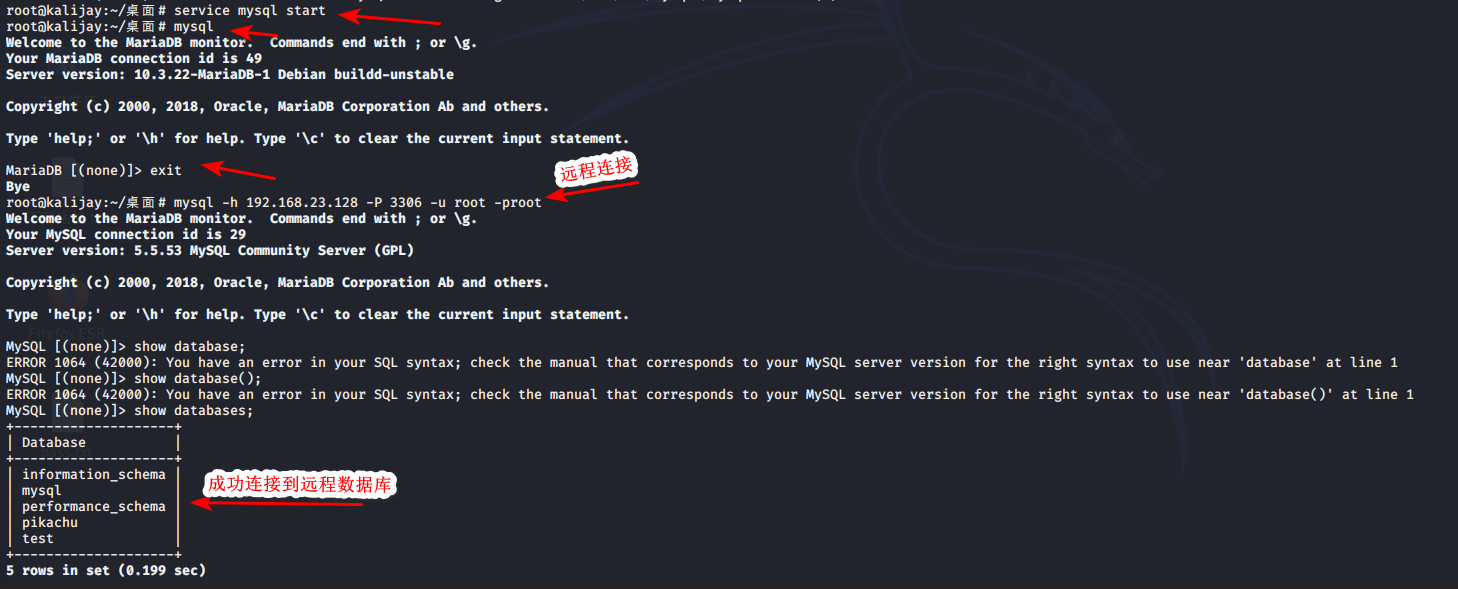 root@kalijay:~/桌面# service mysql start
root@kalijay:~/桌面# mysql
Welcome to the MariaDB monitor.  Commands end with ; or \g.
Your MariaDB connection id is 49
Server version: 10.3.22-MariaDB-1 Debian buildd-unstable
Copyright (c) 2000, 2018, Oracle, MariaDB Corporation Ab and others.
Type 'help;' or '\h' for help. Type '\c' to clear the current input statement.
MariaDB [(none)]> exit
Bye
远程连接
root@kalijay:~/桌面# mysql -h 192.168.23.128 -P 3306 -u root -proot
Welcome to the MariaDB monitor.  Commands end with ; or \g.
Your MySQL connection id is 29
Server version: 5.5.53 MySQL Community Server (GPL)
Copyright (c) 2000, 2018, Oracle, MariaDB Corporation Ab and others.
Type 'help;' or '\h' for help. Type '\c' to clear the current input statement.
Firefox ESR
MySQL [(none)]> show database;
ERROR 1064 (42000): You have an error in your SQL syntax; check the manual that corresponds to your MySQL server version for the right syntax to use near 'database' at line 1
MySQL [(none)]> show database();
ERROR 1064 (42000): You have an error in your SQL syntax; check the manual that corresponds to your MySQL server version for the right syntax to use near 'database()' at line 1
MySQL [(none)]> show databases;
+--------------------+
| Database           |
+--------------------+
| information_schema |
| mysql              |
| performance_schema |
| pikachu            |
| test               |
+--------------------+
成功连接到远程数据库
5 rows in set (0.199 sec)